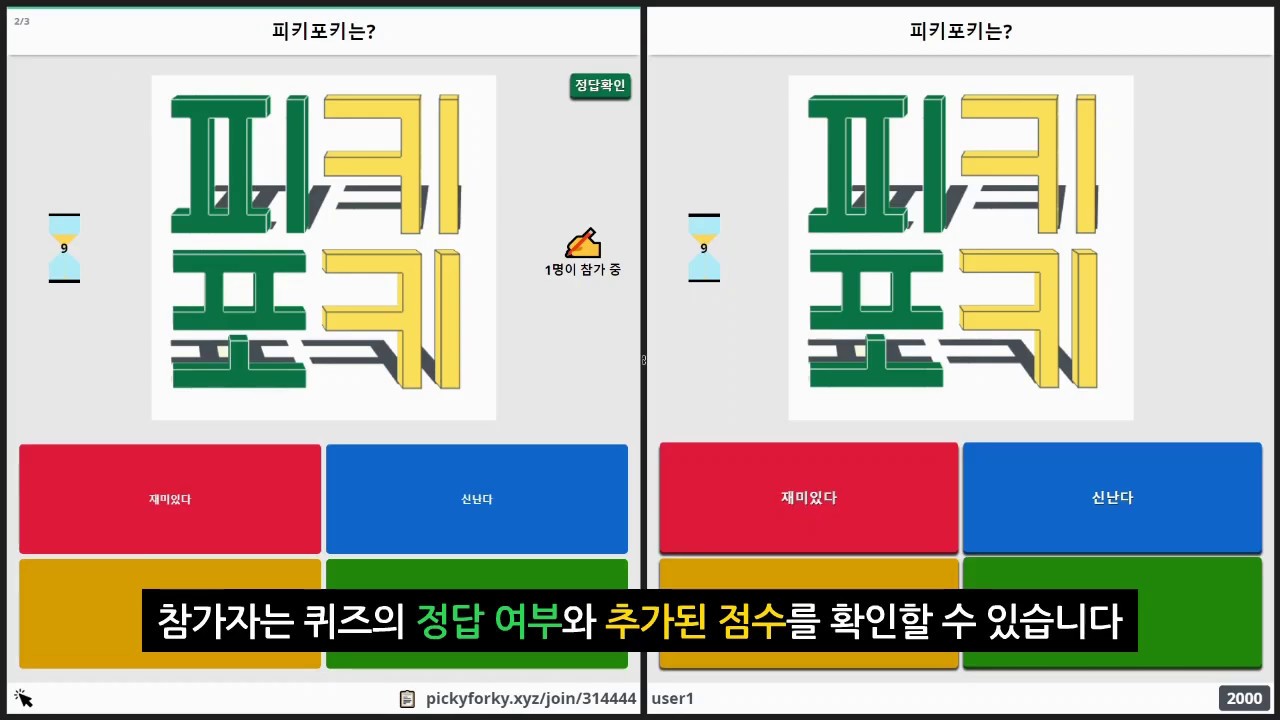 2/3
피키포키는?
정답확인
피키
포키
9
1명이 참가 중
재미있다
신난다
pickyforky.xyz/join/314444
피키포키는?
피키
포키
9
재미있다
신난다
user1
2000
참가자는 퀴즈의 정답 여부와 추가된 점수를 확인할 수 있습니다